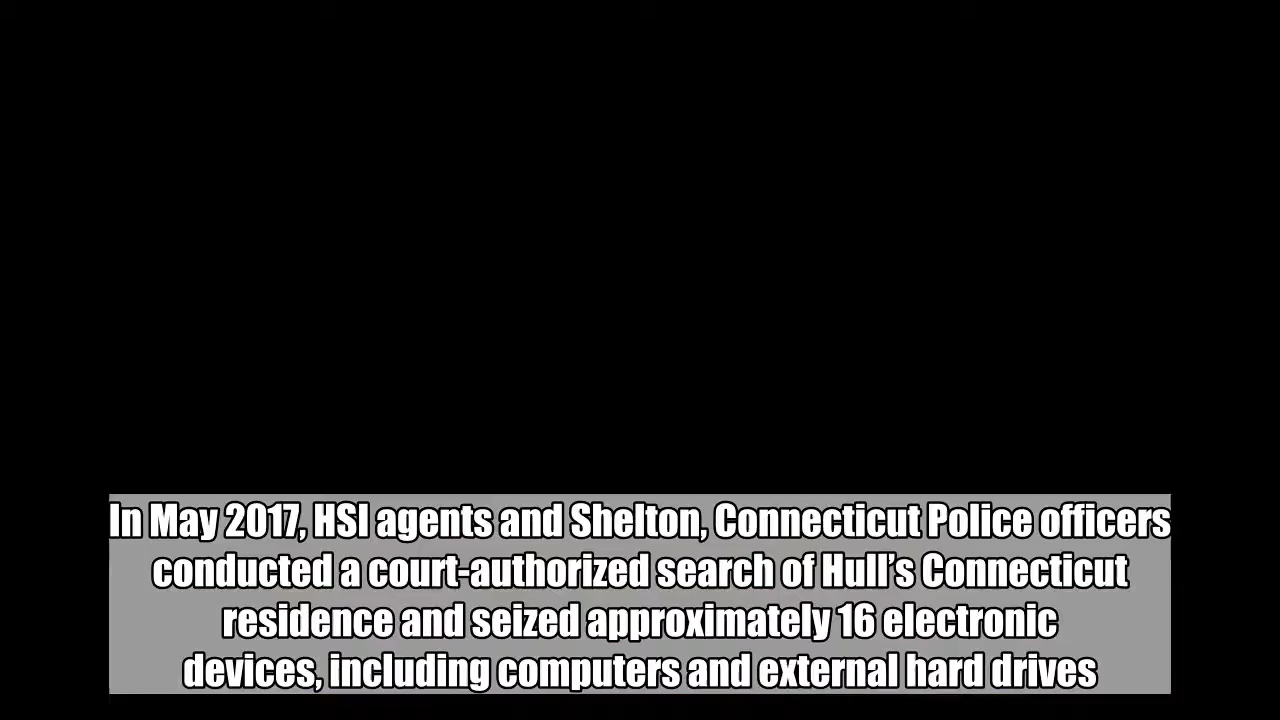 In May 2017, HSI agents and Shelton, Connecticut Police officers
conducted a court-authorized search of Hull’s Connecticut
residence and seized approximately 16 electronic
devices, including computers and external hard drives